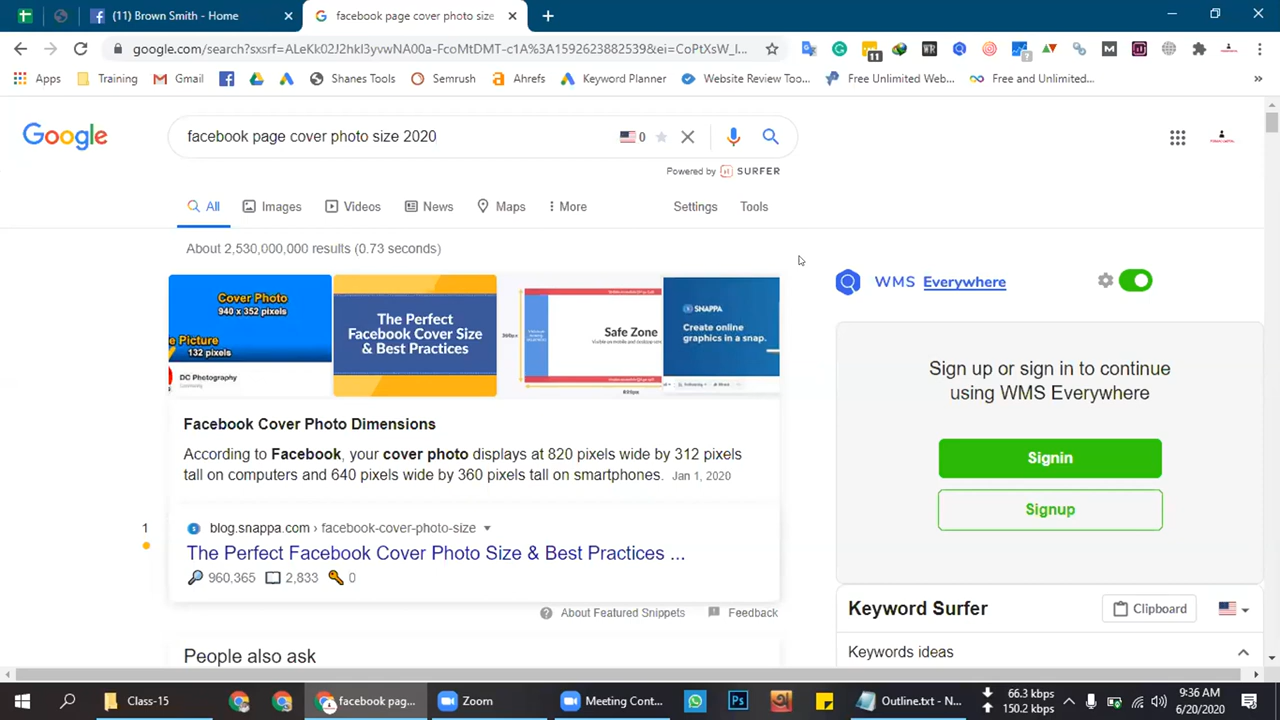 (11) Brown Smith - Home
facebook page cover photo size
google.com/search?sxsrf=ALeKk02J2hkl3yvwNA00a-FcoMtDMT-c1A%3A1592623882539&ei=CoPtXsW_I...
11
Apps
Training
Gmail
Shanes Tools
Semrush
Ahrefs
Keyword Planner
Website Review Too...
Free Unlimited Web...
Free and Unlimited...
Google
facebook page cover photo size 2020
0
Powered by SURFER
All
Images
Videos
News
Maps
More
Settings
Tools
About 2,530,000,000 results (0.73 seconds)
Cover Photo
940 x 352 pixels
e Picture
132 pixels
DC Photography
The Perfect
Facebook Cover Size
& Best Practices
Safe Zone
SNAPPA
Create online
graphics in a snap.
Facebook Cover Photo Dimensions
According to Facebook, your cover photo displays at 820 pixels wide by 312 pixels
tall on computers and 640 pixels wide by 360 pixels tall on smartphones. Jan 1, 2020
1
blog.snappa.com › facebook-cover-photo-size
The Perfect Facebook Cover Photo Size & Best Practices ...
960,365 2,833 0
About Featured Snippets
Feedback
People also ask
WMS Everywhere
Sign up or sign in to continue
using WMS Everywhere
Signin
Signup
Keyword Surfer
Clipboard
Keywords ideas
Class-15
facebook pag...
Zoom
Meeting Cont...
Ps
Outline.txt - N...
66.3 kbps
150.2 kbps
9:36 AM
6/20/2020